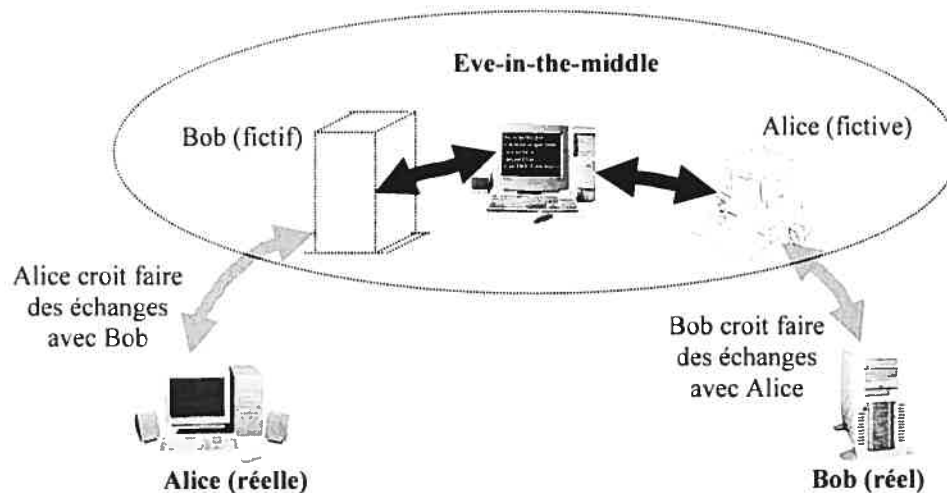 Eve-in-the-middle
Bob (fictif)
Alice (fictive)
Alice croit faire
des échanges
avec Bob
Bob croit faire
des échanges
avec Alice
Alice (réelle)
Bob (réel)